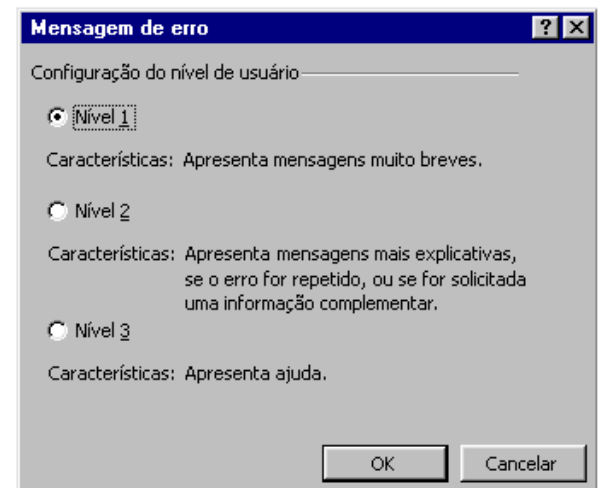 Mensagem de erro
Configuração do nível de usuário
Nível 1
Características: Apresenta mensagens muito breves.
Nível 2
Características: Apresenta mensagens mais explicativas,
se o erro for repetido, ou se for solicitada
uma informação complementar.
Nível 3
Características: Apresenta ajuda.
OK Cancelar